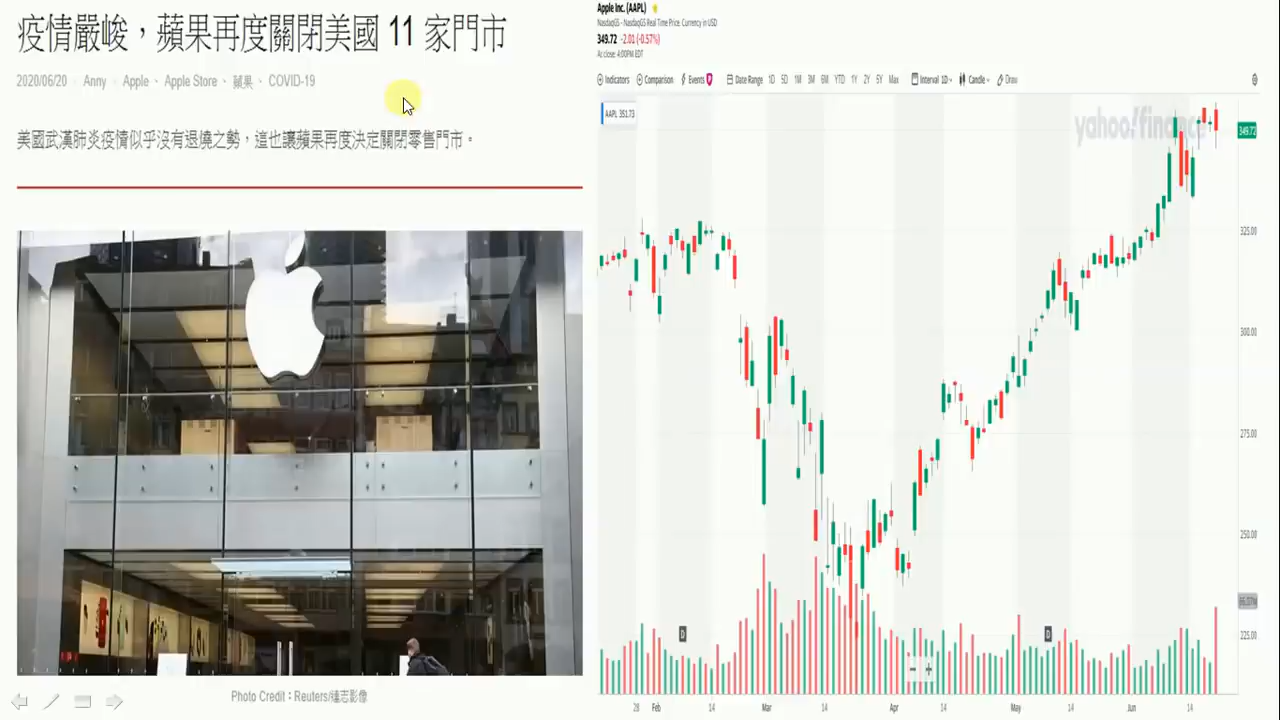 疫情嚴峻，蘋果再度關閉美國 11 家門市
2020/06/20 · Anny · Apple · Apple Store · 蘋果 · COVID-19
美國武漢肺炎疫情似乎沒有退燒之勢，這也讓蘋果再度決定關閉零售門市。
Photo Credit：Reuters/達志影像
Apple Inc. (AAPL)
NasdaqGS - NasdaqGS Real Time Price. Currency in USD
349.72 -2.01 (-0.57%)
At close: 4:00PM EDT
Indicators Comparison Events Date Range 1D 5D 1M 3M 6M YTD 1Y 2Y 5Y Max Interval 1D Candle Draw
AAPL 351.73
yahoo!finance
349.72
325.00
300.00
275.00
250.00
225.00
D D
28 Feb 14 Mar 14 Apr 14 May 14 Jun 14